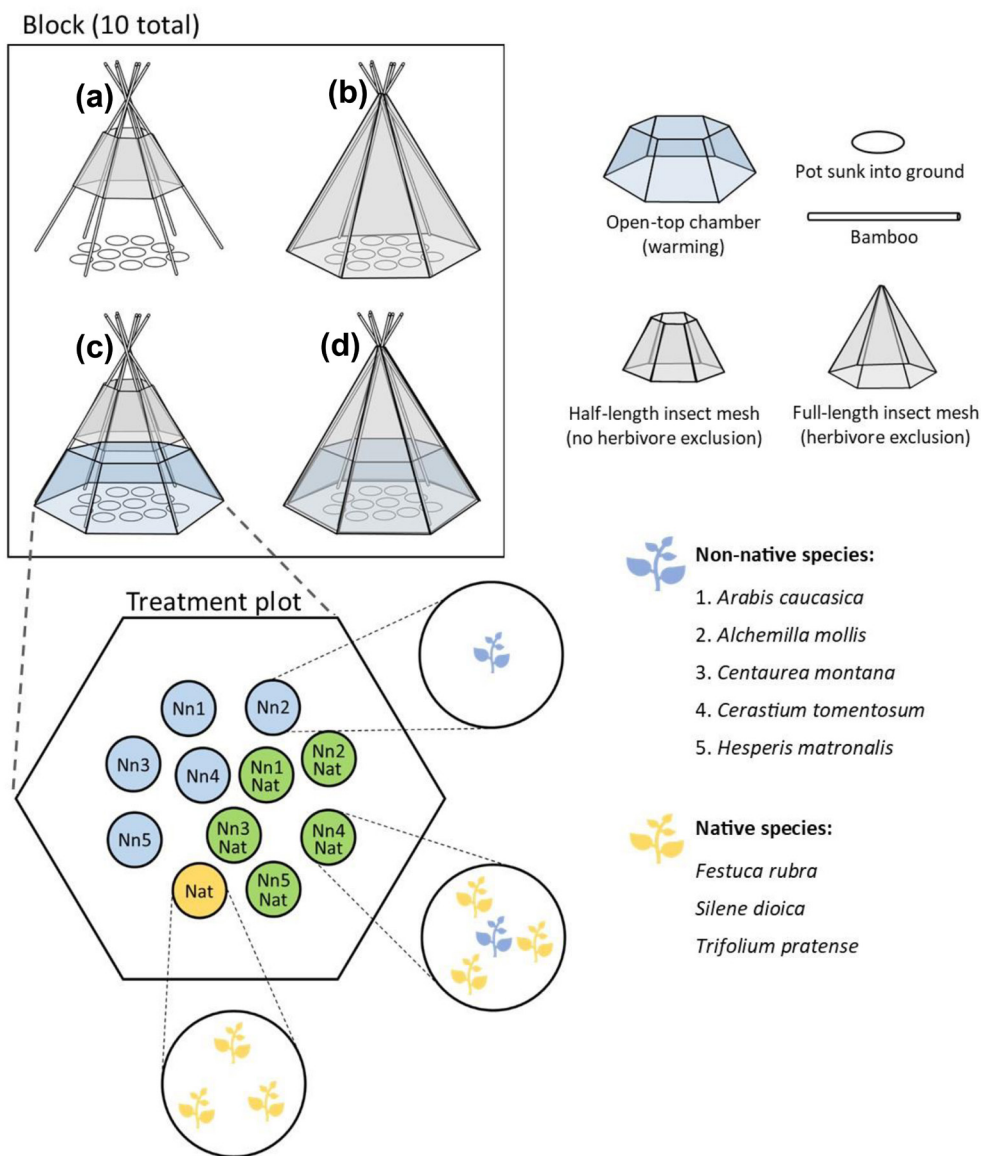 Block (10 total)
(a)
(b)
(c)
(d)
Open-top chamber
(warming)
Pot sunk into ground
Bamboo
Half-length insect mesh
(no herbivore exclusion)
Full-length insect mesh
(herbivore exclusion)
Treatment plot
Nn1
Nn2
Nn3
Nn4
Nn1
Nat
Nn2
Nat
Nn5
Nn3
Nat
Nn4
Nat
Nat
Nn5
Nat
Non-native species:
1. Arabis caucasica
2. Alchemilla mollis
3. Centaurea montana
4. Cerastium tomentosum
5. Hesperis matronalis
Native species:
Festuca rubra
Silene dioica
Trifolium pratense